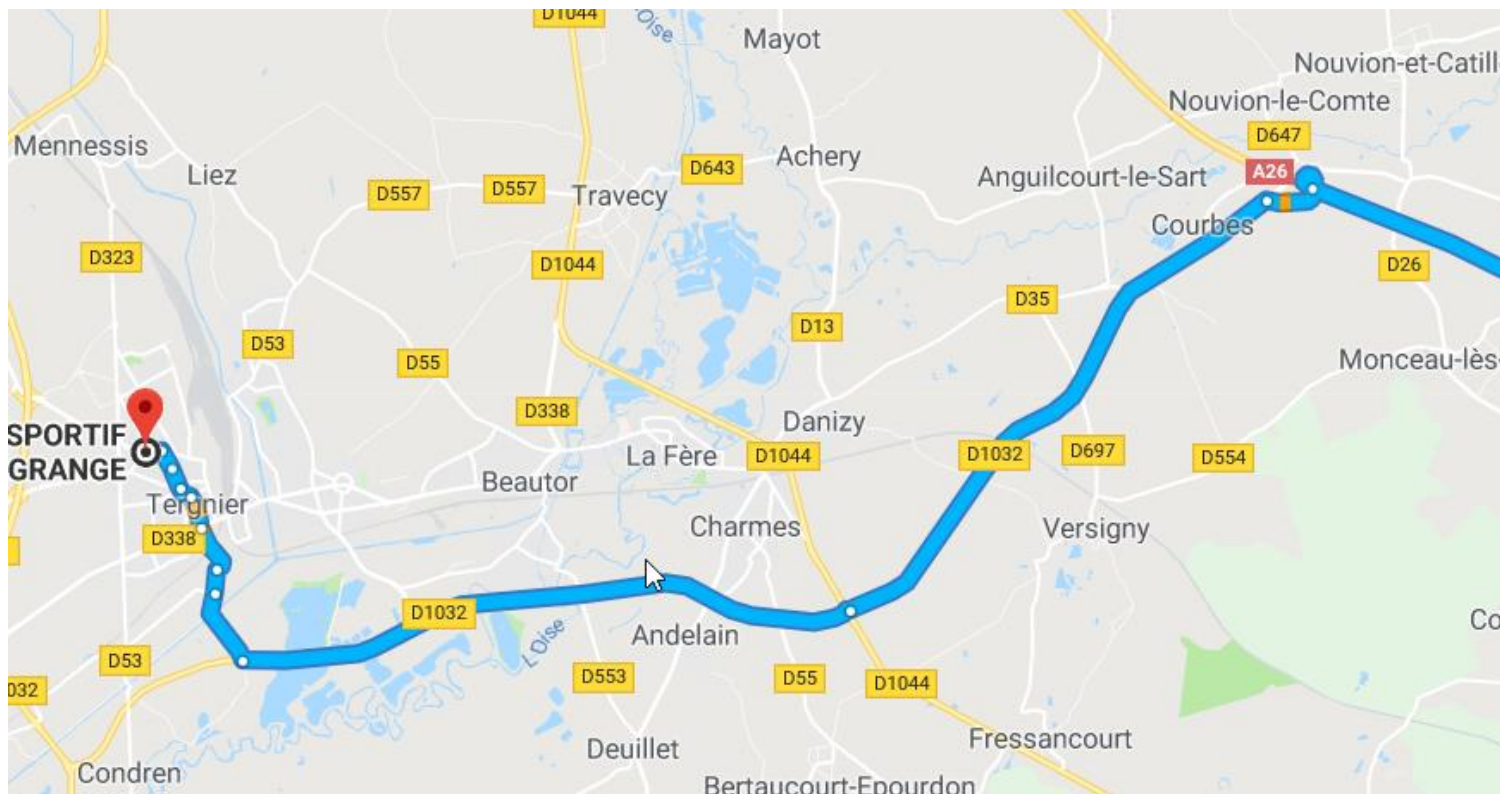 D1044
L'Oise
Mayot
Nouvion-et-Catill
Nouvion-le-Comte
D647
Mennessis
Liez
D557
D557
Travecy
D643
Achery
Anguilcourt-le-Sart
A26
Courbes
D323
D1044
D26
D35
D13
D53
D55
Monceau-lès-
D338
Danizy
SPORTIF
GRANGE
La Fère
D1044
D1032
D697
D554
Beautor
Tergnier
D338
Charmes
Versigny
D1032
Andelain
L'Oise
Co
D53
032
D553
D55
D1044
Deuillet
Fressancourt
Condren
Bertaucourt-Epourdon